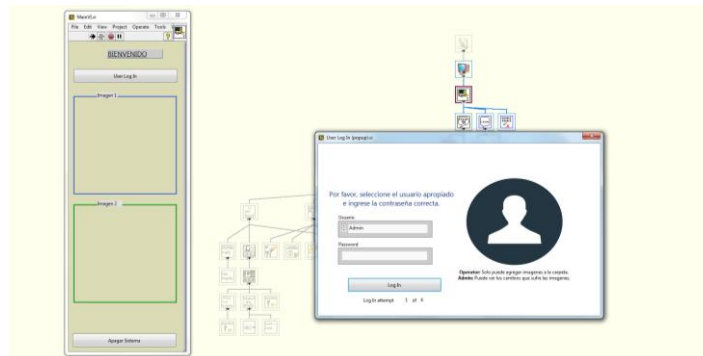 MainVI.vi
File Edit View Project Operate Tools
BIENVENIDO
User Log In
Imagen 1
Imagen 2
Apagar Sistema
User Log In (popup).vi
Por favor, seleccione el usuario apropiado
e ingrese la contraseña correcta.
Usuario
Admin
Password
Log In
Log In attempt 1 of 4
Operator: Solo puede agregar imagenes a la carpeta.
Admin: Puede ver los cambios que sufre las imagenes.